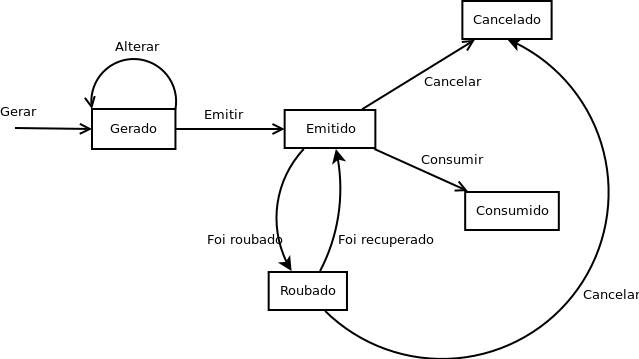 Cancelado
Alterar
Cancelar
Gerar
Emitir
Gerado
Emitido
Consumir
Consumido
Foi roubado
Foi recuperado
Roubado
Cancelar